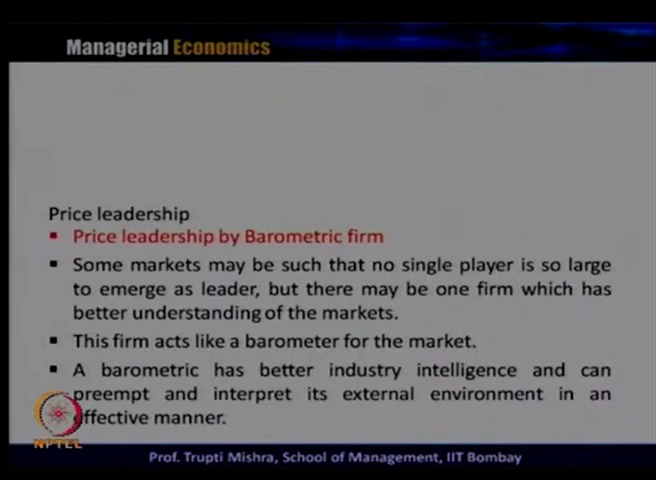 Managerial Economics
Price leadership
▪ Price leadership by Barometric firm
▪ Some markets may be such that no single player is so large
to emerge as leader, but there may be one firm which has
better understanding of the markets.
▪ This firm acts like a barometer for the market.
▪ A barometric has better industry intelligence and can
preempt and interpret its external environment in an
effective manner.
NPTEL
Prof. Trupti Mishra, School of Management, IIT Bombay